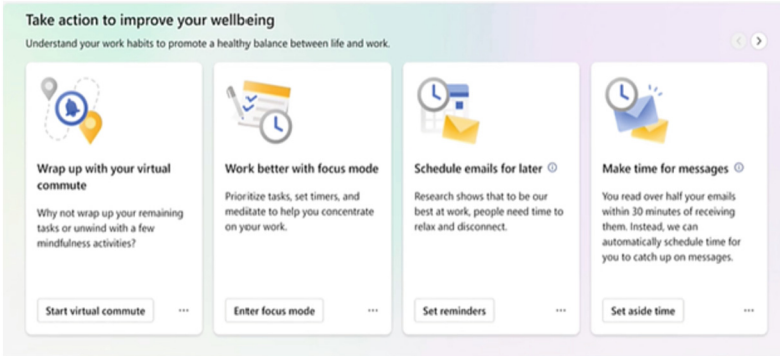 Take action to improve your wellbeing
Understand your work habits to promote a healthy balance between life and work.
Wrap up with your virtual
commute
Why not wrap up your remaining
tasks or unwind with a few
mindfulness activities?
Start virtual commute
Work better with focus mode
Prioritize tasks, set timers, and
meditate to help you concentrate
on your work.
Enter focus mode
Schedule emails for later
Research shows that to be our
best at work, people need time to
relax and disconnect.
Set reminders
Make time for messages
You read over half your emails
within 30 minutes of receiving
them. Instead, we can
automatically schedule time for
you to catch up on messages.
Set aside time